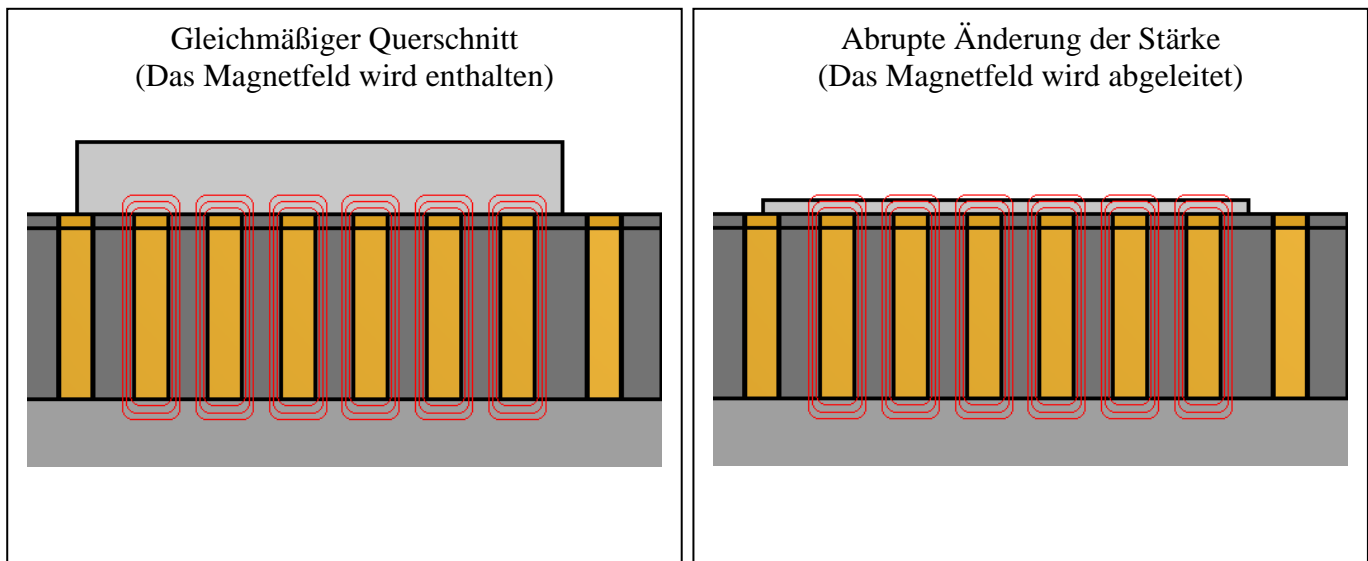 Gleichmäßiger Querschnitt
(Das Magnetfeld wird enthalten)
Abrupte Änderung der Stärke
(Das Magnetfeld wird abgeleitet)